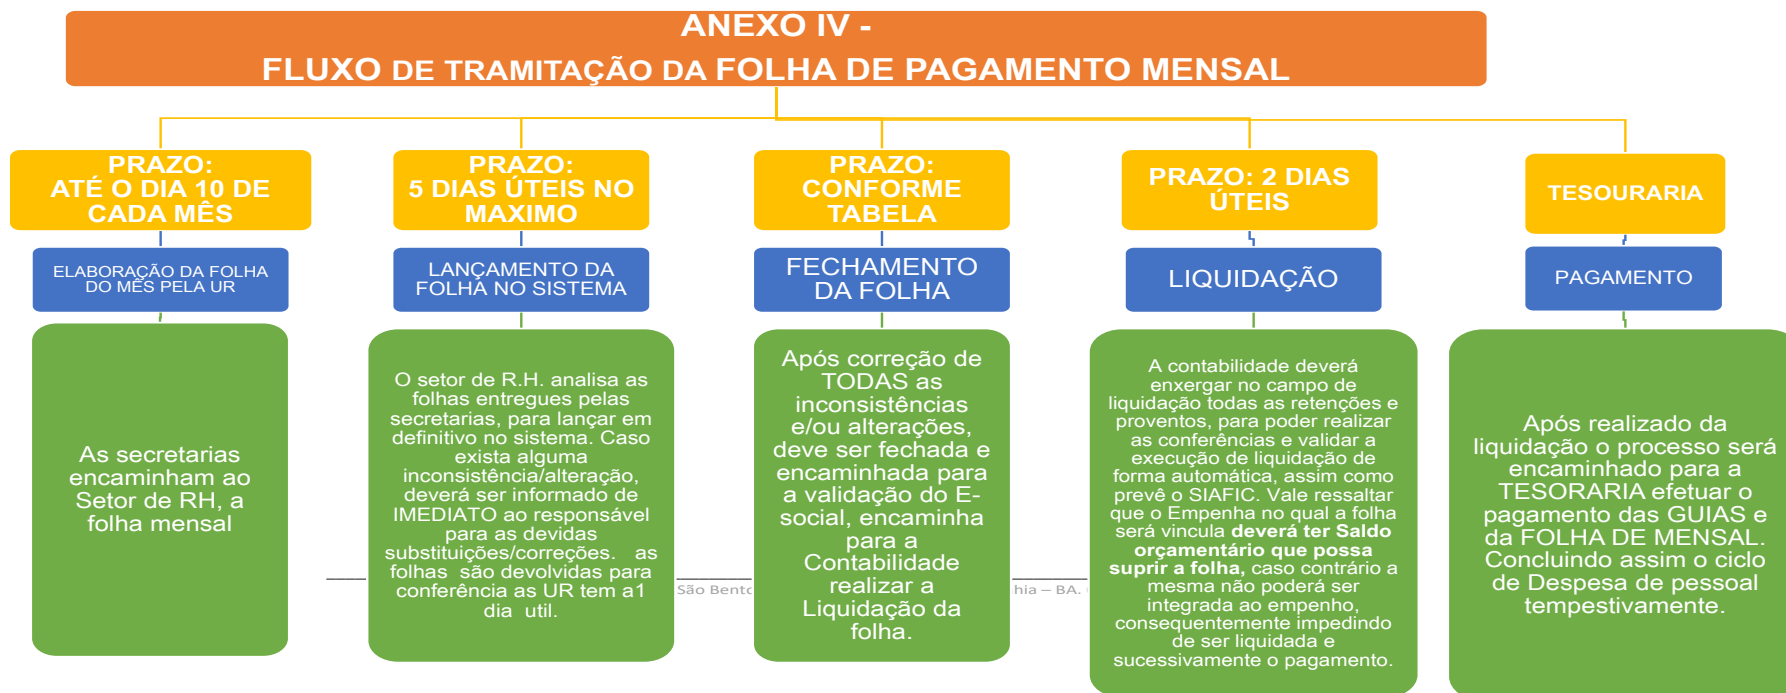 ANEXO IV -
FLUXO DE TRAMITAÇÃO DA FOLHA DE PAGAMENTO MENSAL
PRAZO:
ATÉ O DIA 10 DE
CADA MÊS
ELABORAÇÃO DA FOLHA
DO MÊS PELA UR
As secretarias
encaminham ao
Setor de RH, a
folha mensal
PRAZO:
5 DIAS ÚTEIS NO
MAXIMO
LANÇAMENTO DA
FOLHA NO SISTEMA
O setor de R.H. analisa as
folhas entregues pelas
secretarias, para lançar em
definitivo no sistema. Caso
exista alguma
inconsistência/alteração,
deverá ser informado de
IMEDIATO ao responsável
para as devidas
substituições/correções. as
folhas são devolvidas para
conferência as UR tem a1
dia util.
PRAZO:
CONFORME
TABELA
FECHAMENTO
DA FOLHA
Após correção de
TODAS as
inconsistências
e/ou alterações,
deve ser fechada e
encaminhada para
a validação do E-
social, encaminha
para a
Contabilidade
realizar a
Liquidação da
folha.
PRAZO: 2 DIAS
ÚTEIS
LIQUIDAÇÃO
A contabilidade deverá
enxergar no campo de
liquidação todas as retenções e
proventos, para poder realizar
as conferências e validar a
execução de liquidação de
forma automática, assim como
prevê o SIAFIC. Vale ressaltar
que o Empenha no qual a folha
será vincula deverá ter Saldo
orçamentário que possa
suprir a folha, caso contrário a
mesma não poderá ser
integrada ao empenho,
consequentemente impedindo
de ser liquidada e
sucessivamente o pagamento.
TESOURARIA
PAGAMENTO
Após realizado da
liquidação o processo será
encaminhado para a
TESORARIA efetuar o
pagamento das GUIAS e
da FOLHA DE MENSAL.
Concluindo assim o ciclo
de Despesa de pessoal
tempestivamente.
São Bento
hia – BA.